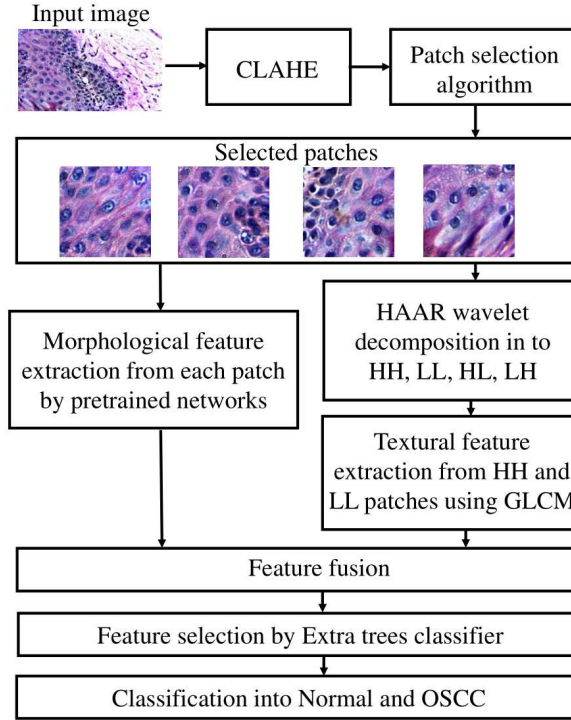 Input image
CLAHE
Patch selection
algorithm
Selected patches
Morphological feature
extraction from each patch
by pretrained networks
HAAR wavelet
decomposition in to
HH, LL, HL, LH
Textural feature
extraction from HH and
LL patches using GLCM
Feature fusion
Feature selection by Extra trees classifier
Classification into Normal and OSCC